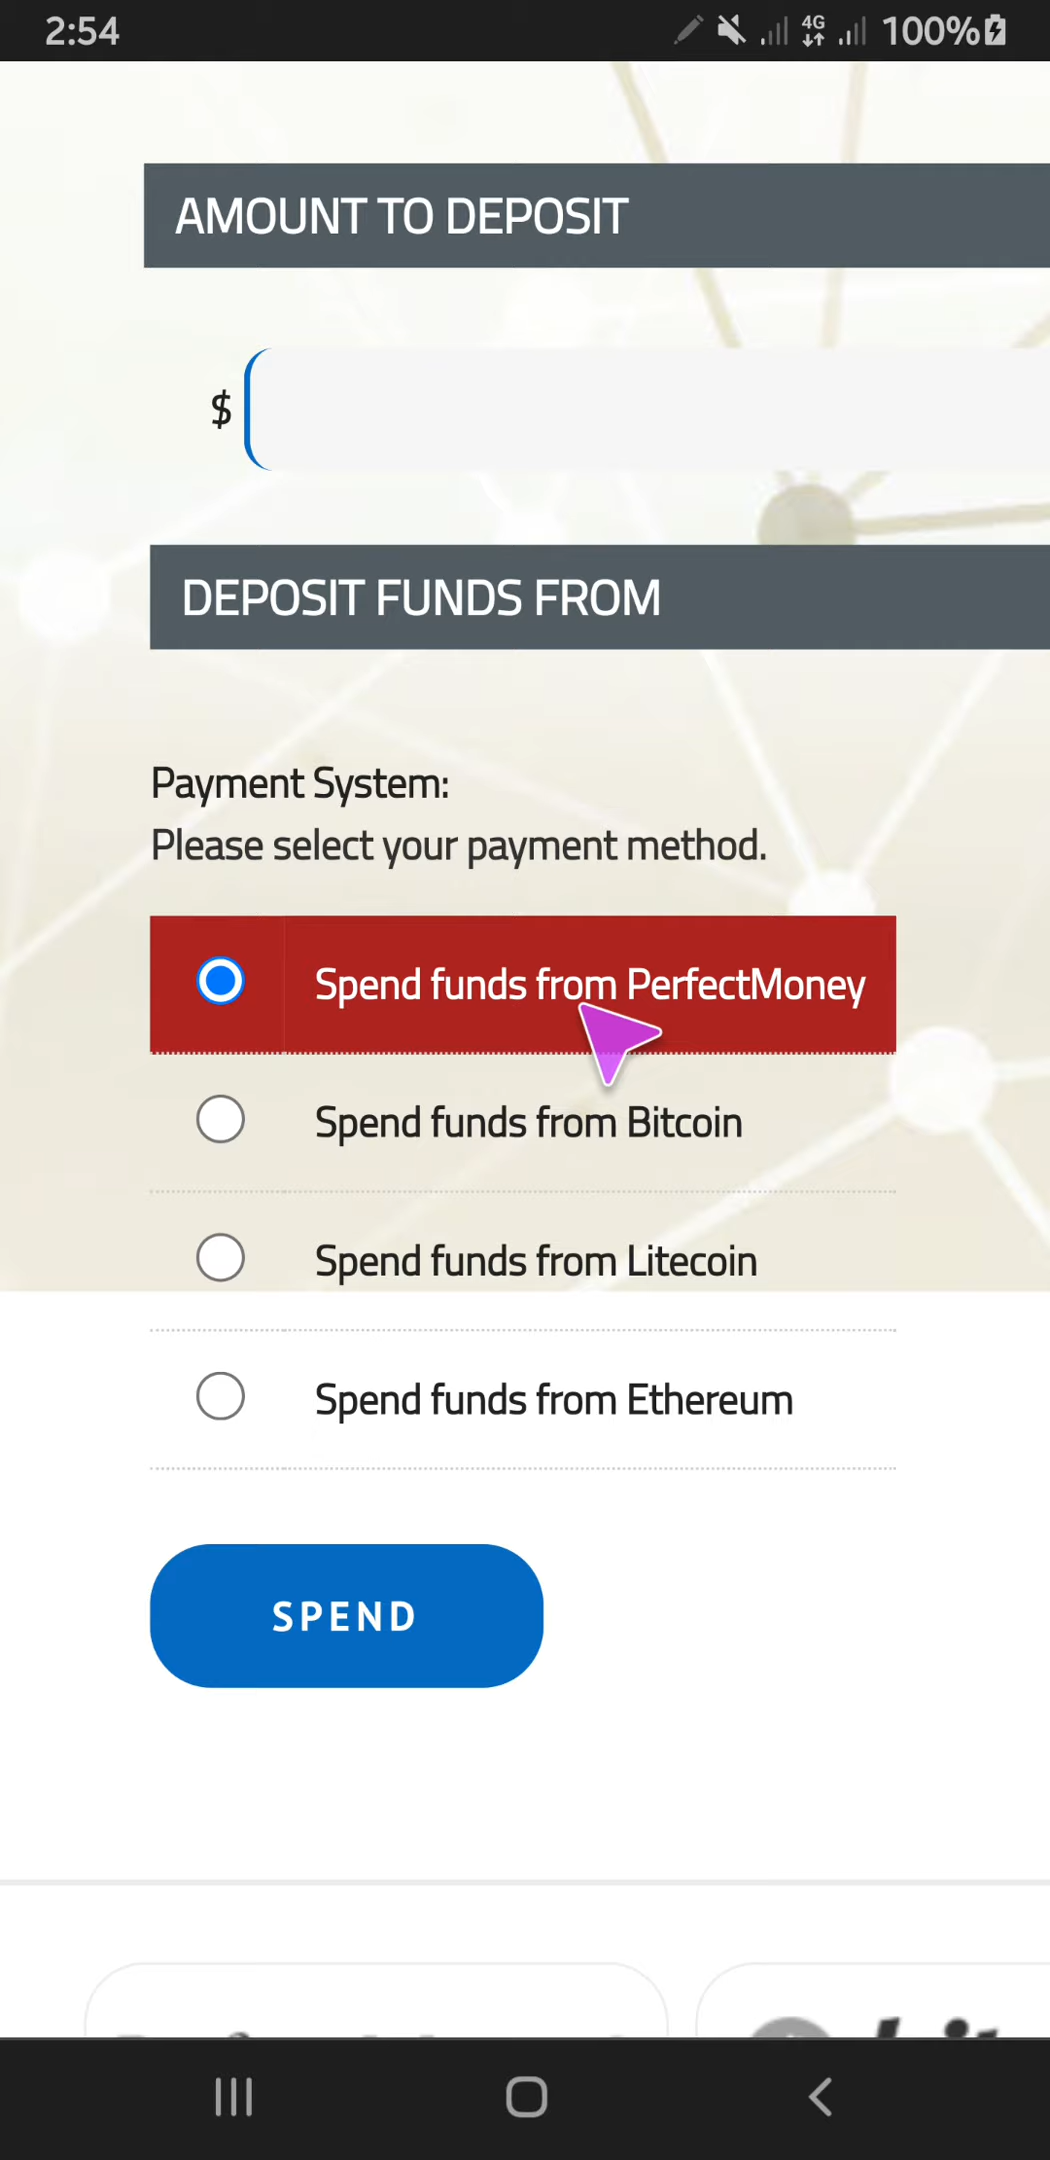 2:54
4G
100%
AMOUNT TO DEPOSIT
$
DEPOSIT FUNDS FROM
Payment System:
Please select your payment method.
Spend funds from PerfectMoney
Spend funds from Bitcoin
Spend funds from Litecoin
Spend funds from Ethereum
SPEND